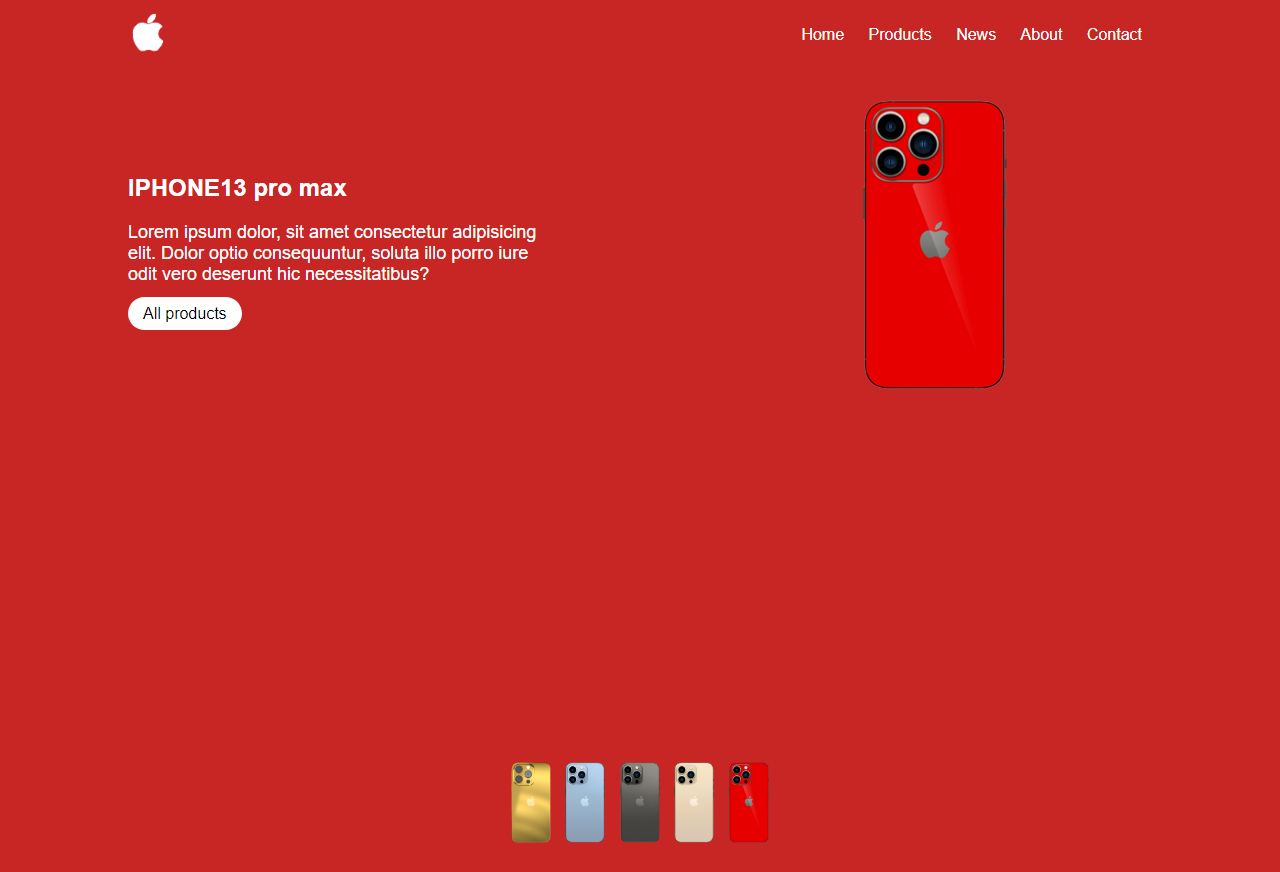 Home Products News About Contact
IPHONE13 pro max
Lorem ipsum dolor, sit amet consectetur adipisicing
elit. Dolor optio consequuntur, soluta illo porro iure
odit vero deserunt hic necessitatibus?
All products